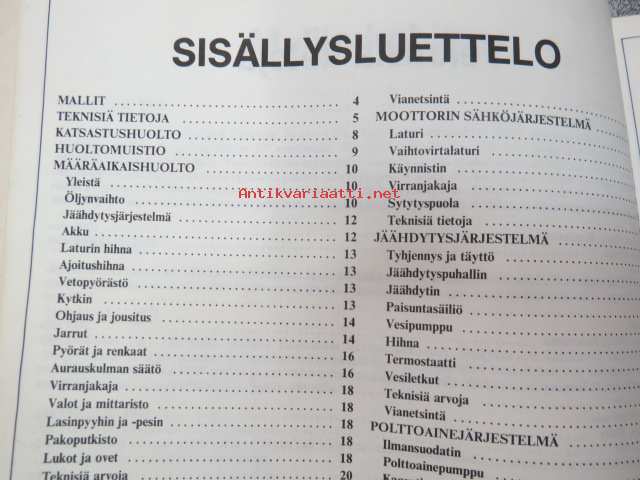 SISÄLLYSLUETTELO
MALLIT 4
TEKNISIÄ TIETOJA 5
KATSASTUSHUOLTO 8
HUOLTOMUISTIO 9
MÄÄRÄAIKAISHUOLTO 10
Yleistä 10
Öljynvaihto 10
Jäähdytysjärjestelmä 12
Akku 12
Laturin hihna 13
Ajoitushihna 13
Vetopyörästö 13
Kytkin 13
Ohjaus ja jousitus 14
Jarrut 14
Pyörät ja renkaat 16
Aurauskulman säätö 16
Virranjakaja 18
Valot ja mittaristo 18
Lasinpyyhin ja -pesin 18
Pakoputkisto 18
Lukot ja ovet 18
Teknisiä arvoja 20
Vianetsintä
MOOTTORIN SÄHKÖJÄRJESTELMÄ
Laturi
Vaihtovirtalaturi
Käynnistin
Virranjakaja
Sytytyspuola
Teknisiä tietoja
JÄÄHDYTYSJÄRJESTELMÄ
Tyhjennys ja täyttö
Jäähdytyspuhallin
Jäähdytin
Paisuntasäiliö
Vesipumppu
Hihna
Termostaatti
Vesiletkut
Teknisiä arvoja
Vianetsintä
POLTTOAINEJÄRJESTELMÄ
Ilmansuodatin
Polttoainepumppu
Antikvariaatti.net